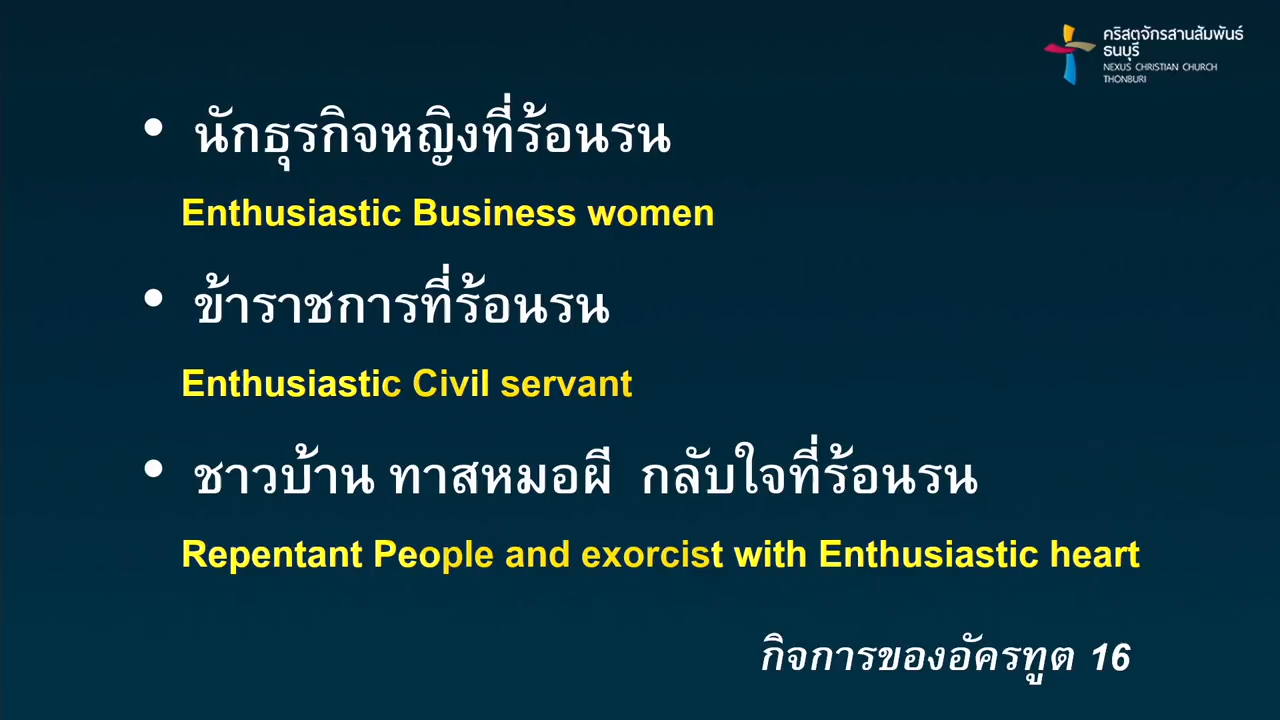 คริสตจักรสานสัมพันธ์
ธนบุรี
NEXUS CHRISTIAN CHURCH
THONBURI
• นักธุรกิจหญิงที่ร้อนรน
Enthusiastic Business women
• ข้าราชการที่ร้อนรน
Enthusiastic Civil servant
• ชาวบ้าน ทาสหมอผี กลับใจที่ร้อนรน
Repentant People and exorcist with Enthusiastic heart
กิจการของอัครทูต 16